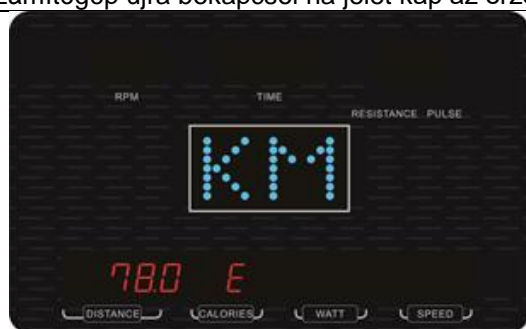 RPM TIME
RESISTANCE PULSE
KM
78.0 E
DISTANCE CALORIES WATT SPEED